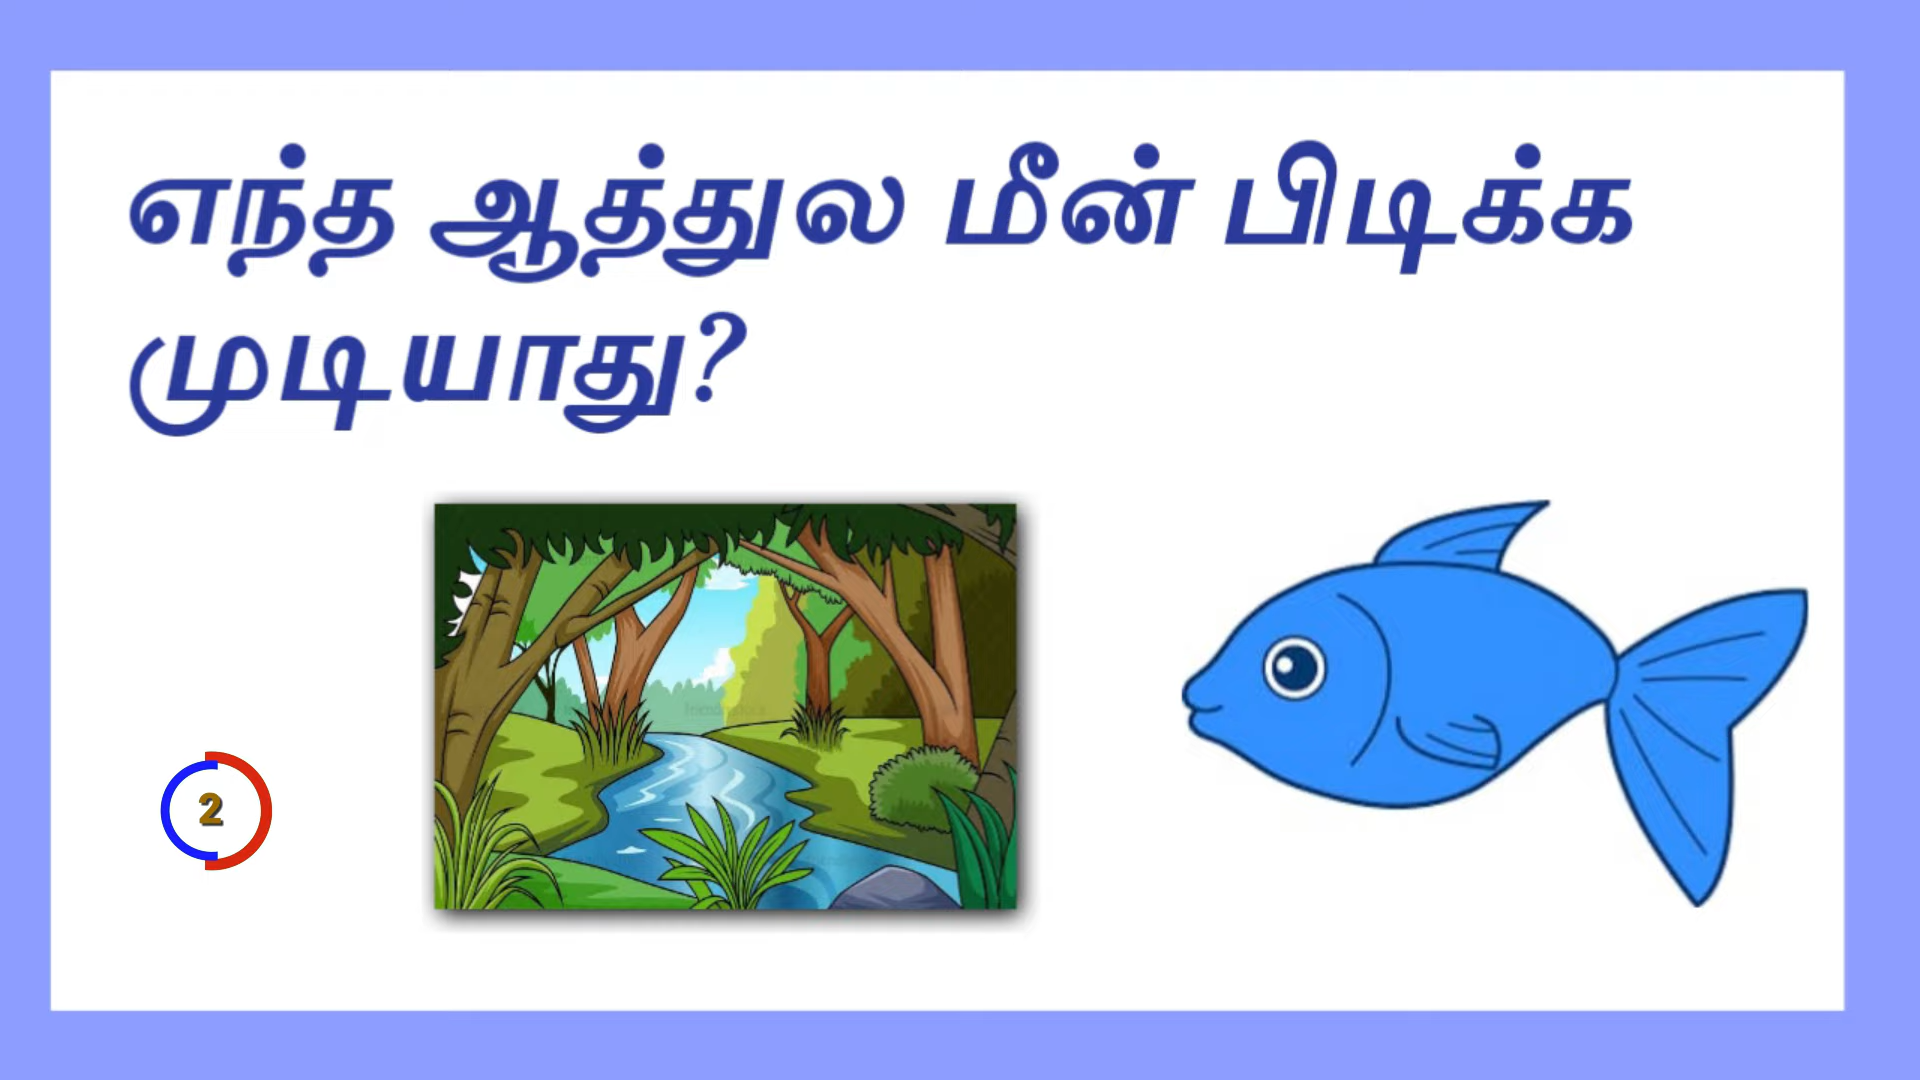 எந்த ஆத்துல மீன் பிடிக்க
முடியாது?
2